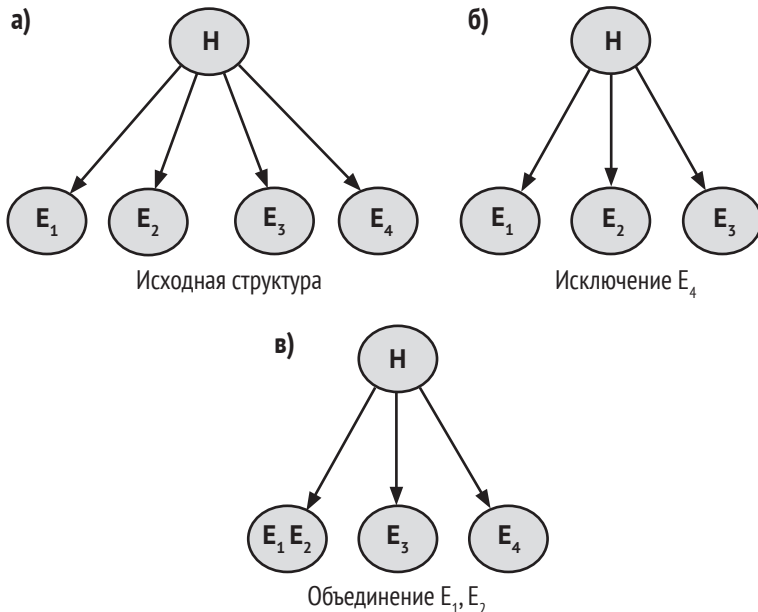 а)
H
E₁ E₂ E₃ E₄
Исходная структура
б)
H
E₁ E₂ E₃
Исключение E₄
в)
H
E₁ E₂ E₃ E₄
Объединение E₁, E₂